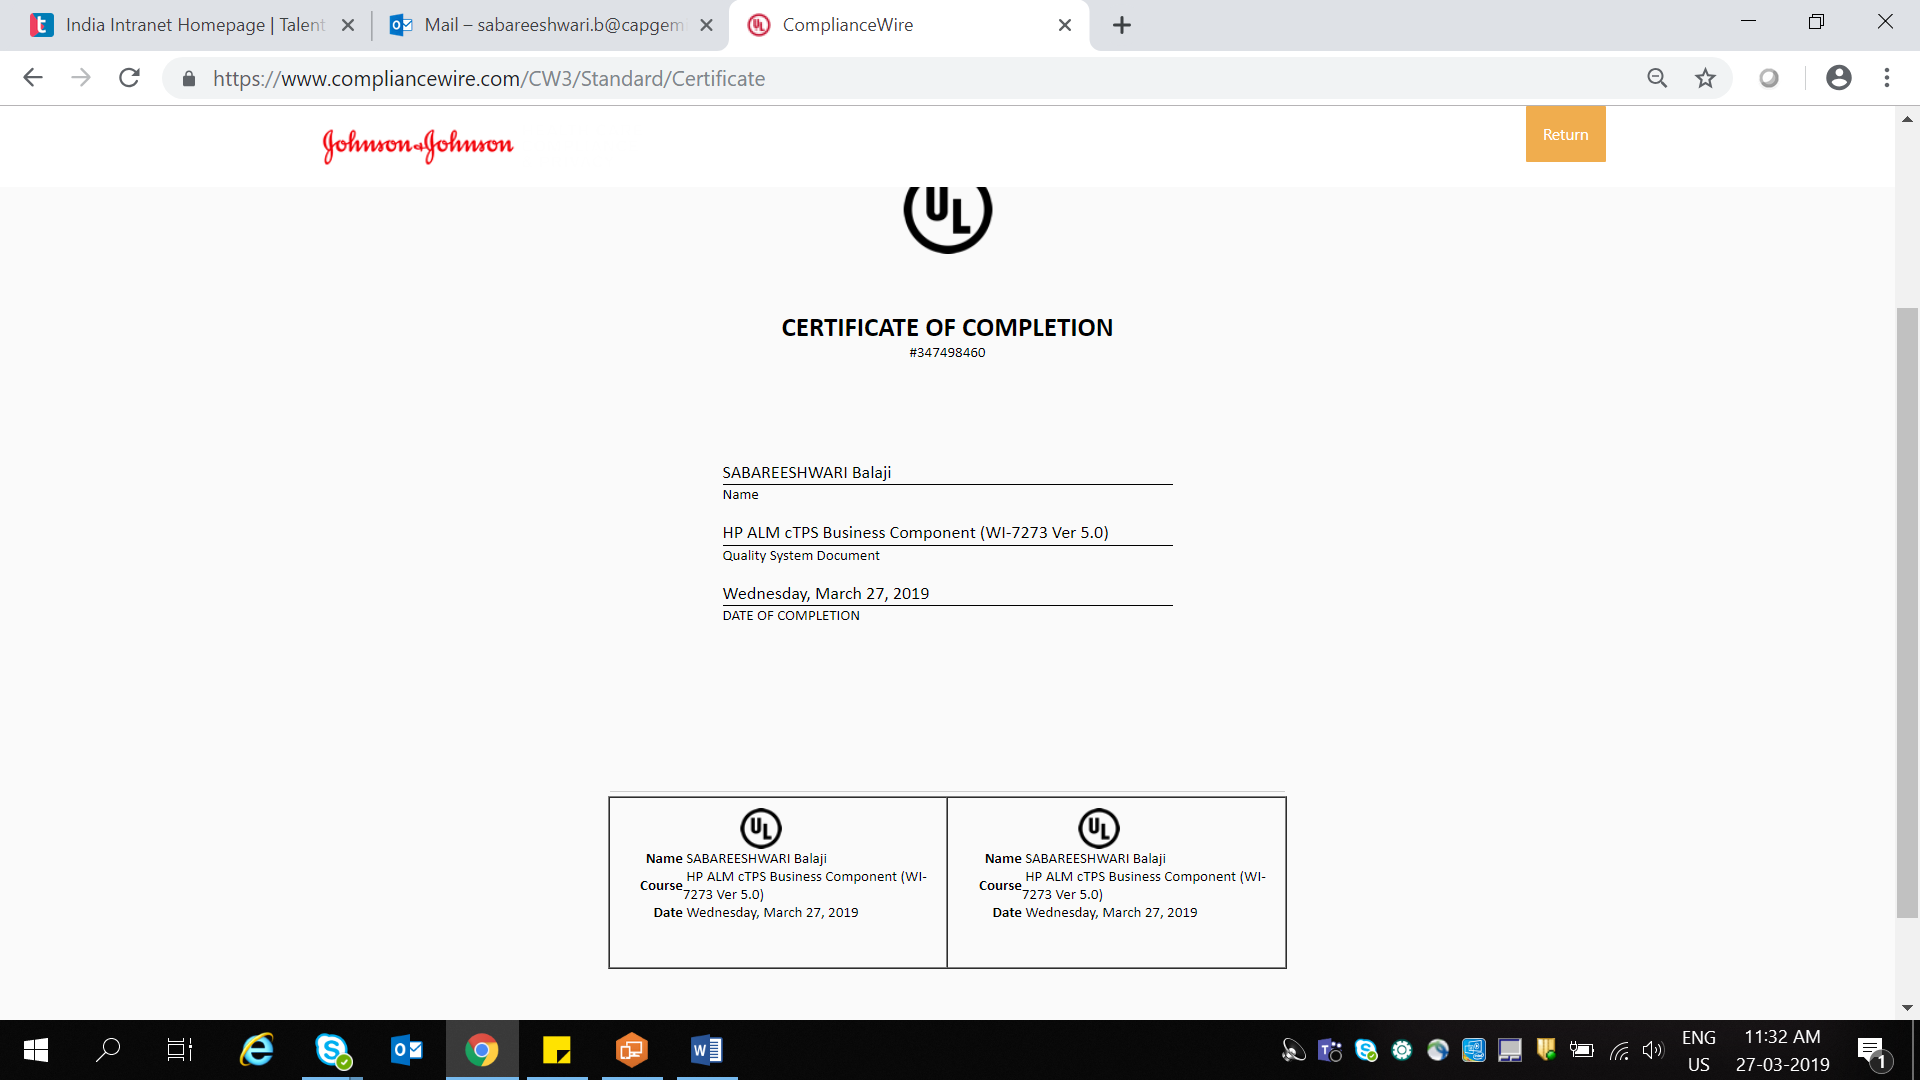 India Intranet Homepage | Talent
Mail – sabareeshwari.b@capgem
ComplianceWire
https://www.compliancewire.com/CW3/Standard/Certificate
Johnson & Johnson
Return
UL
CERTIFICATE OF COMPLETION
#347498460
SABAREESHWARI Balaji
Name
HP ALM cTPS Business Component (WI-7273 Ver 5.0)
Quality System Document
Wednesday, March 27, 2019
DATE OF COMPLETION
UL
Name SABAREESHWARI Balaji
Course HP ALM cTPS Business Component (WI-
7273 Ver 5.0)
Date Wednesday, March 27, 2019
UL
Name SABAREESHWARI Balaji
Course HP ALM cTPS Business Component (WI-
7273 Ver 5.0)
Date Wednesday, March 27, 2019
ENG
US
11:32 AM
27-03-2019
1